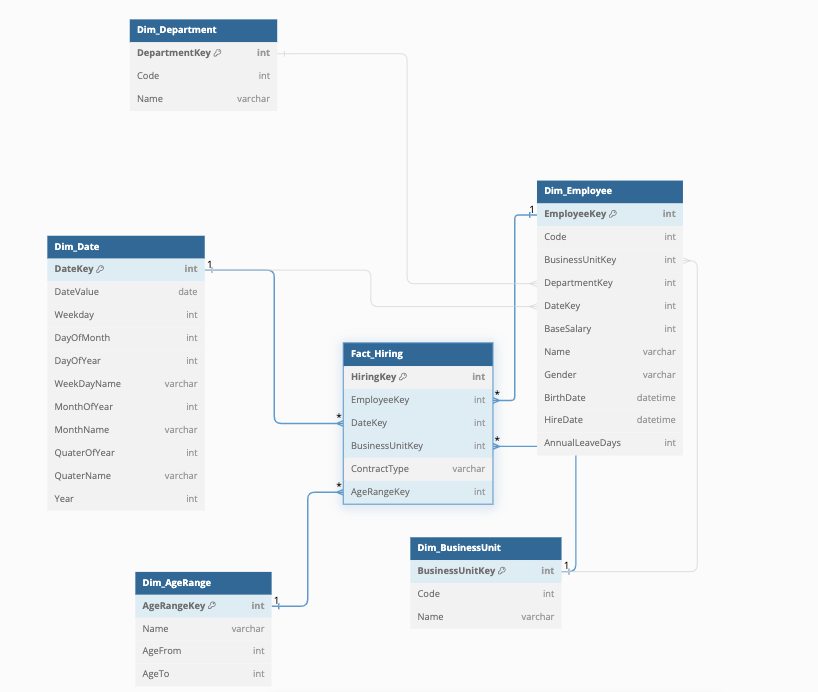 Dim_Department
DepartmentKey int
Code int
Name varchar
Dim_Employee
1
EmployeeKey int
Code int
BusinessUnitKey int
DepartmentKey int
DateKey int
BaseSalary int
Name varchar
Gender varchar
BirthDate datetime
HireDate datetime
AnnualLeaveDays int
Dim_Date
1
DateKey int
DateValue date
Weekday int
DayOfMonth int
DayOfYear int
WeekDayName varchar
MonthOfYear int
MonthName varchar
QuaterOfYear int
QuaterName varchar
Year int
Fact_Hiring
HiringKey int
EmployeeKey int *
* DateKey int
BusinessUnitKey int *
ContractType varchar
* AgeRangeKey int
Dim_BusinessUnit
BusinessUnitKey int 1
Code int
Name varchar
Dim_AgeRange
AgeRangeKey int 1
Name varchar
AgeFrom int
AgeTo int